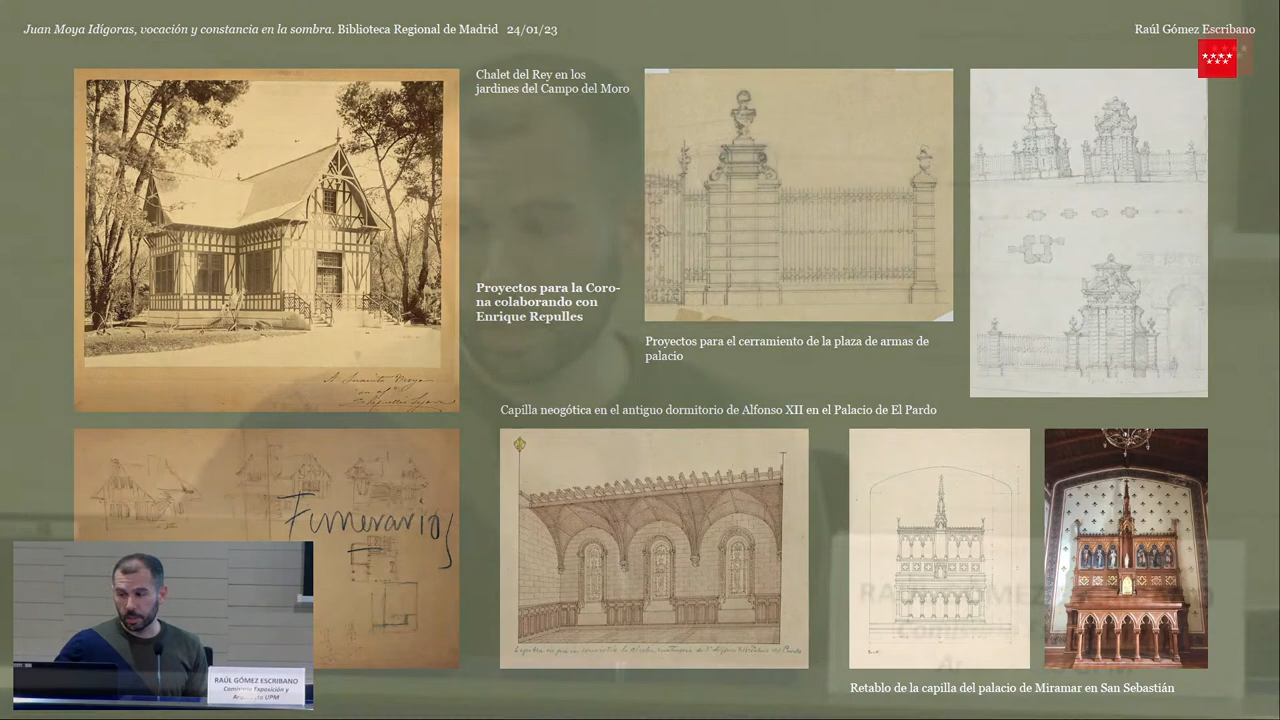 Juan Moya Idígoras, vocación y constancia en la sombra. Biblioteca Regional de Madrid 24/01/23
Raúl Gómez Escribano
Chalet del Rey en los
jardines del Campo del Moro
Proyectos para la Coro-
na colaborando con
Enrique Repulles
Proyectos para el cerramiento de la plaza de armas de
palacio
Capilla neogótica en el antiguo dormitorio de Alfonso XII en el Palacio de El Pardo
Funerarios
RAÚL GÓMEZ ESCRIBANO
Comisario Exposición y
Arquitecto UPM
Retablo de la capilla del palacio de Miramar en San Sebastián